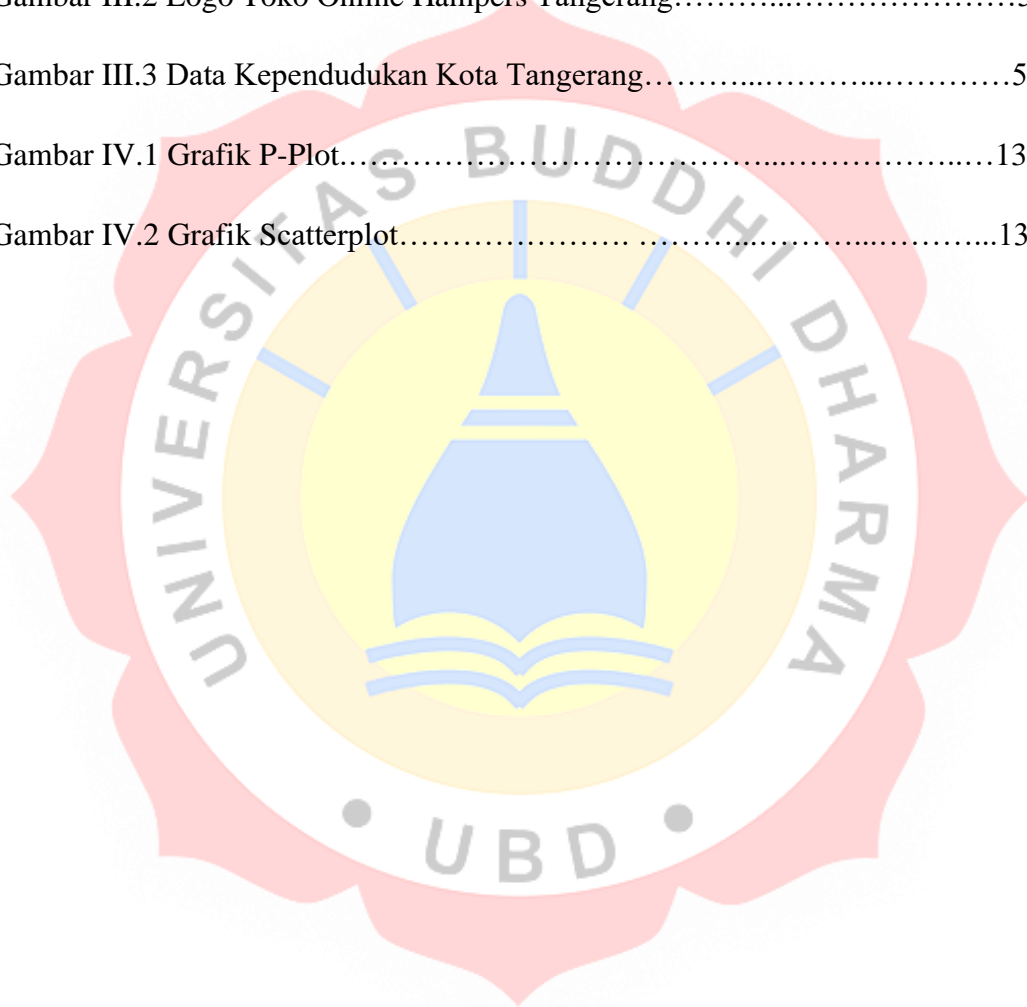 Gambar III.2 Logo Toko Online Hampers Tangerang………...…………………
Gambar III.3 Data Kependudukan Kota Tangerang………...………...…………5
Gambar IV.1 Grafik P-Plot.…………………………………...……………..…13
Gambar IV.2 Grafik Scatterplot…………………. ………..………...………...13
UNIVERSITAS BUDDHI DHARMA
• UBD •